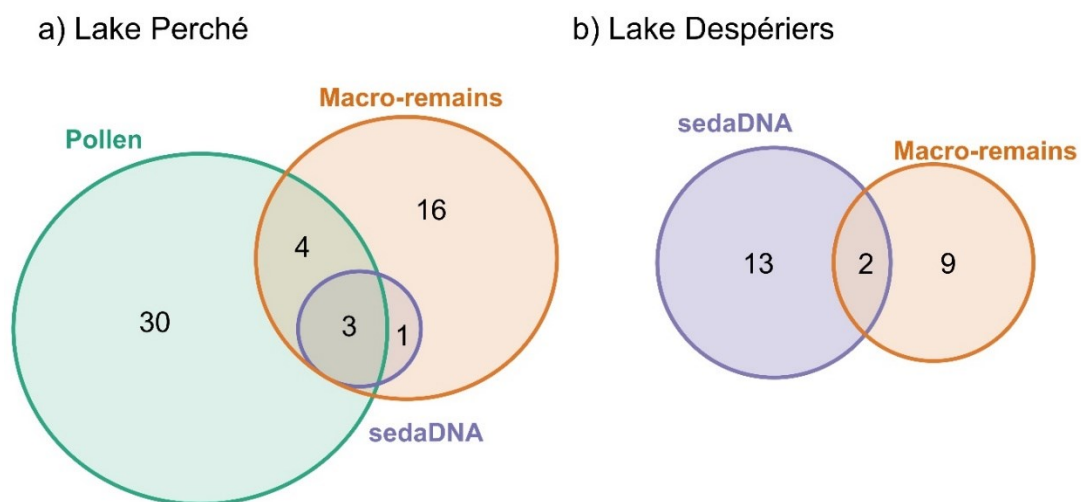 a) Lake Perché
b) Lake Despériers
Macro-remains
Pollen
16
4
30
3
1
sedaDNA
sedaDNA
Macro-remains
13
2
9